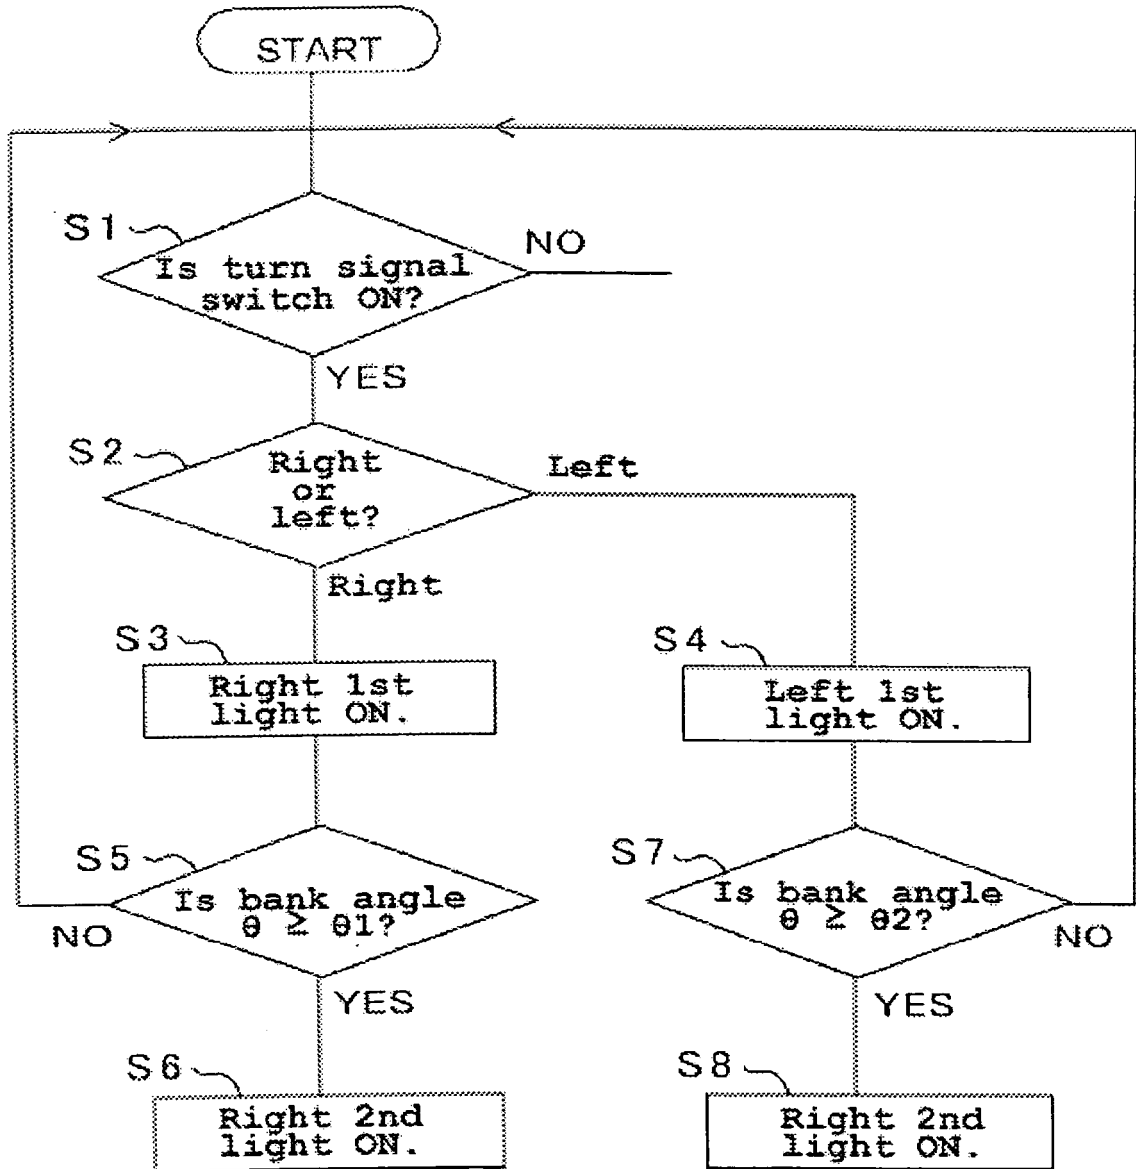 START
S1
Is turn signal
switch ON?
NO
YES
S2
Right
or
left?
Left
Right
S3
Right 1st
light ON.
S4
Left 1st
light ON.
S5
Is bank angle
θ ≥ θ1?
NO
YES
S7
Is bank angle
θ ≥ θ2?
NO
YES
S6
Right 2nd
light ON.
S8
Right 2nd
light ON.